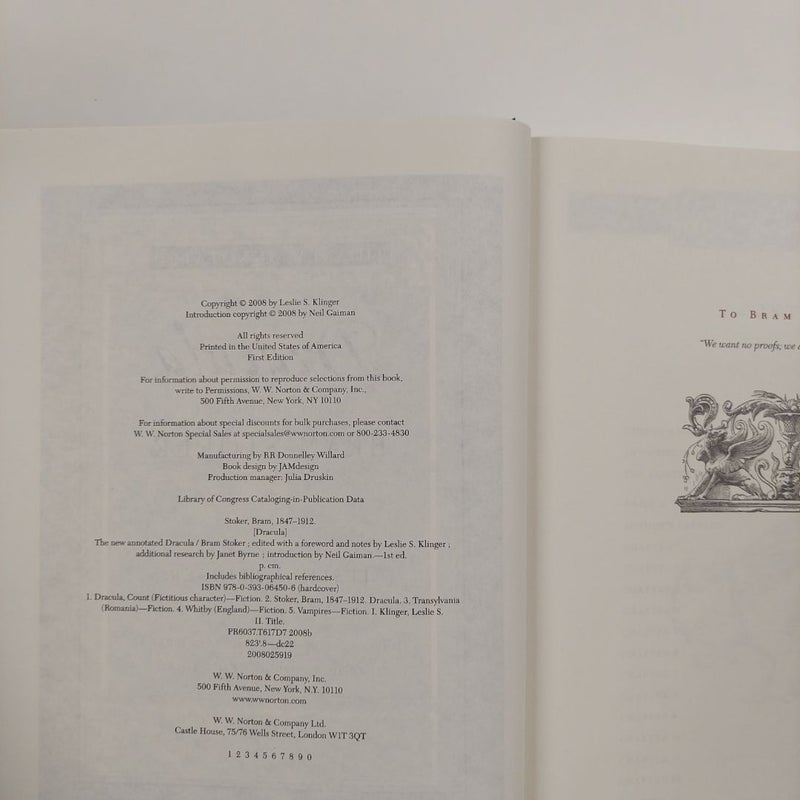 Copyright © 2008 by Leslie S. Klinger
Introduction copyright © 2008 by Neil Gaiman
All rights reserved
Printed in the United States of America
First Edition
For information about permission to reproduce selections from this book,
write to Permissions, W. W. Norton & Company, Inc.,
500 Fifth Avenue, New York, NY 10110
For information about special discounts for bulk purchases, please contact
W. W. Norton Special Sales at specialsales@wwnorton.com or 800-233-4830
Manufacturing by RR Donnelley Willard
Book design by JAMdesign
Production manager: Julia Druskin
Library of Congress Cataloging-in-Publication Data
Stoker, Bram, 1847-1912.
[Dracula]
The new annotated Dracula / Bram Stoker ; edited with a foreword and notes by Leslie S. Klinger ;
additional research by Janet Byrne ; introduction by Neil Gaiman.—1st ed.
p. cm.
Includes bibliographical references.
ISBN 978-0-393-06450-6 (hardcover)
1. Dracula, Count (Fictitious character)—Fiction. 2. Stoker, Bram, 1847-1912. Dracula. 3. Transylvania
(Romania)—Fiction. 4. Whitby (England)—Fiction. 5. Vampires—Fiction. I. Klinger, Leslie S.
II. Title.
PR6037.T617D7 2008b
823'.8—dc22
2008025919
W. W. Norton & Company, Inc.
500 Fifth Avenue, New York, N.Y. 10110
www.wwnorton.com
W. W. Norton & Company Ltd.
Castle House, 75/76 Wells Street, London W1T 3QT
1 2 3 4 5 6 7 8 9 0
To Bram
"We want no proofs; we